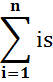 n
∑ is
i=1